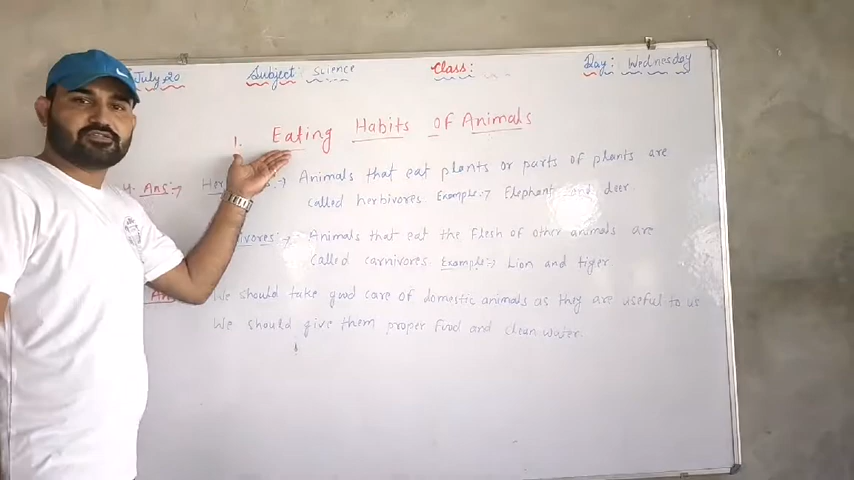 July 20 Subject: Science Class: Day: Wednesday
1. Eating Habits of Animals
4. Ans:→ Animals that eat plants or parts of plants are
called herbivores. Example:→ Elephant and deer.
Animals that eat the flesh of other animals are
called carnivores. Example:→ Lion and tiger
We should take good care of domestic animals as they are useful to us
We should give them proper food and clean water.